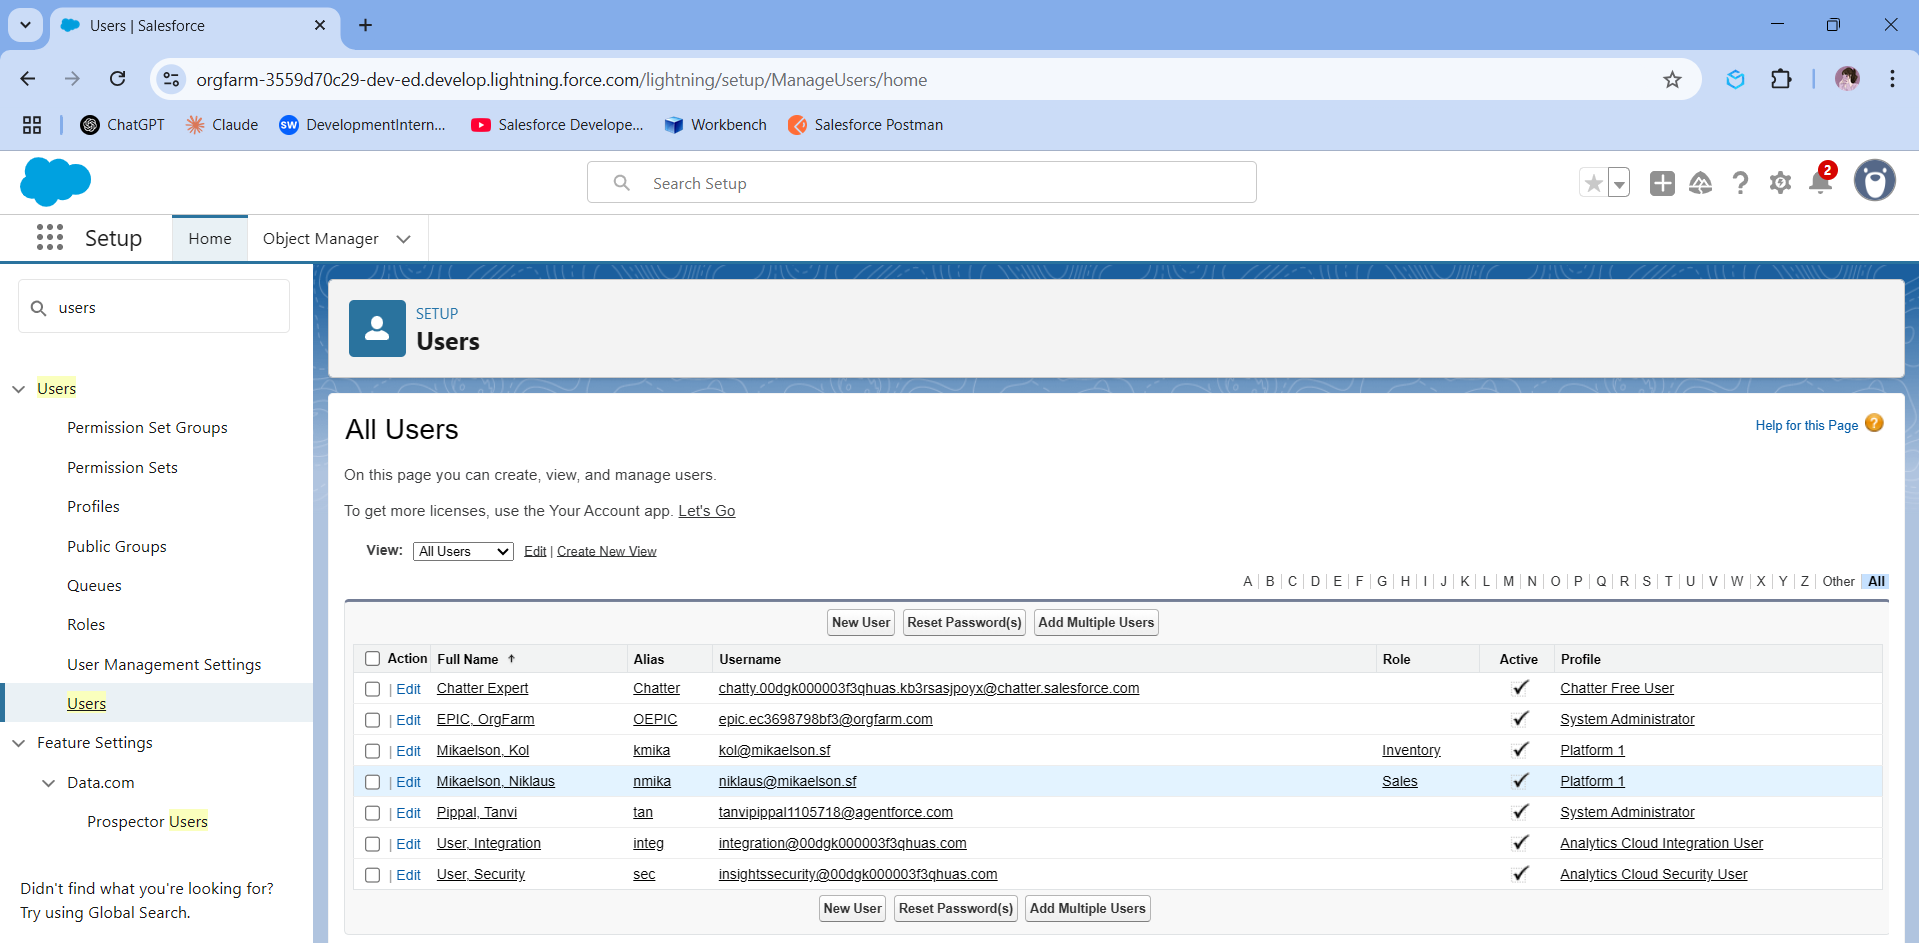 Users | Salesforce
orgfarm-3559d70c29-dev-ed.develop.lightning.force.com/lightning/setup/ManageUsers/home
ChatGPT Claude SW DevelopmentIntern... Salesforce Develope... Workbench Salesforce Postman
Search Setup
2
Setup Home Object Manager
users
Users
Permission Set Groups
Permission Sets
Profiles
Public Groups
Queues
Roles
User Management Settings
Users
Feature Settings
Data.com
Prospector Users
Didn't find what you're looking for?
Try using Global Search.
SETUP
Users
All Users
Help for this Page ?
On this page you can create, view, and manage users.
To get more licenses, use the Your Account app. Let's Go
View: All Users Edit | Create New View
A | B | C | D | E | F | G | H | I | J | K | L | M | N | O | P | Q | R | S | T | U | V | W | X | Y | Z | Other | All
New User Reset Password(s) Add Multiple Users
Action Full Name ↑ Alias Username Role Active Profile
| Edit Chatter Expert Chatter chatty.00dgk000003f3qhuas.kb3rsasjpoyx@chatter.salesforce.com ✓ Chatter Free User
| Edit EPIC, OrgFarm OEPIC epic.ec3698798bf3@orgfarm.com ✓ System Administrator
| Edit Mikaelson, Kol kmika kol@mikaelson.sf Inventory ✓ Platform 1
| Edit Mikaelson, Niklaus nmika niklaus@mikaelson.sf Sales ✓ Platform 1
| Edit Pippal, Tanvi tan tanvipippal1105718@agentforce.com ✓ System Administrator
| Edit User, Integration integ integration@00dgk000003f3qhuas.com ✓ Analytics Cloud Integration User
| Edit User, Security sec insightssecurity@00dgk000003f3qhuas.com ✓ Analytics Cloud Security User
New User Reset Password(s) Add Multiple Users